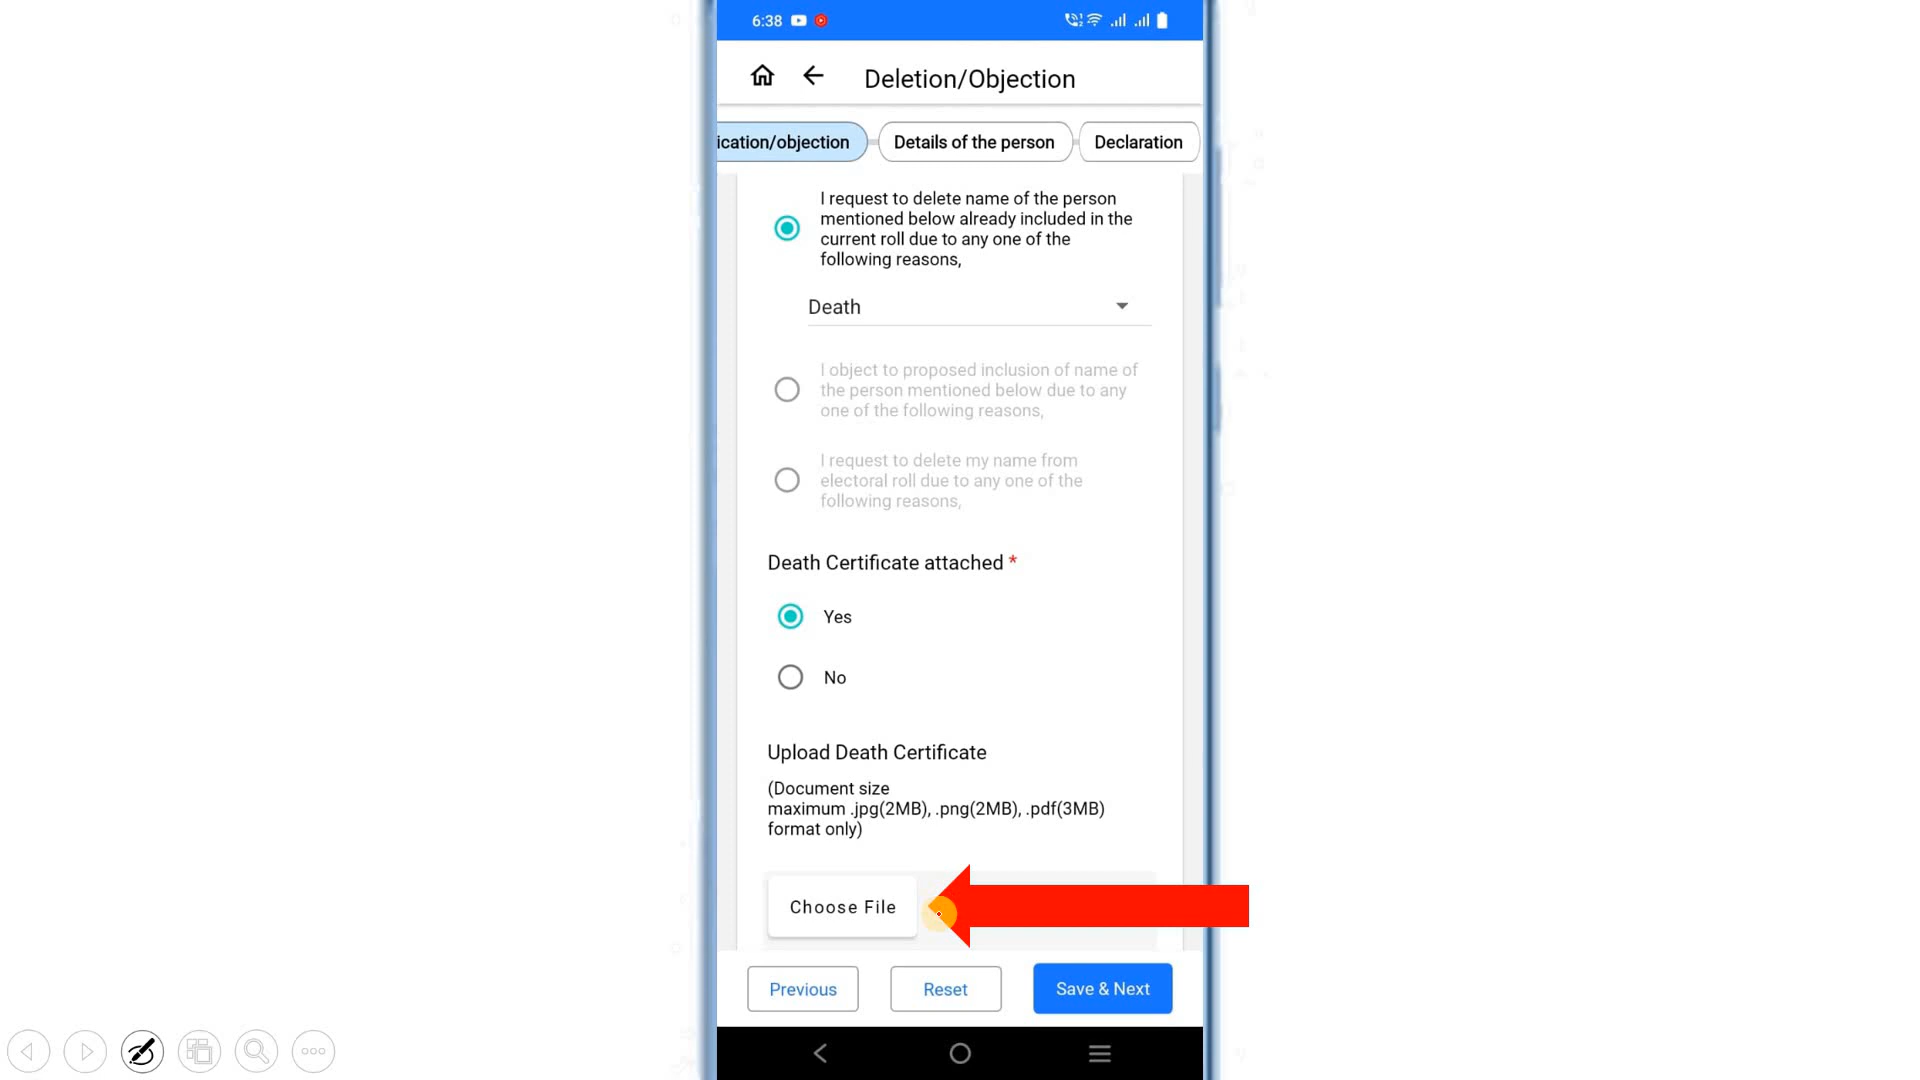 6:38
Deletion/Objection
ication/objection
Details of the person
Declaration
I request to delete name of the person
mentioned below already included in the
current roll due to any one of the
following reasons,
Death
I object to proposed inclusion of name of
the person mentioned below due to any
one of the following reasons,
I request to delete my name from
electoral roll due to any one of the
following reasons,
Death Certificate attached *
Yes
No
Upload Death Certificate
(Document size
maximum .jpg(2MB), .png(2MB), .pdf(3MB)
format only)
Choose File
Previous
Reset
Save & Next